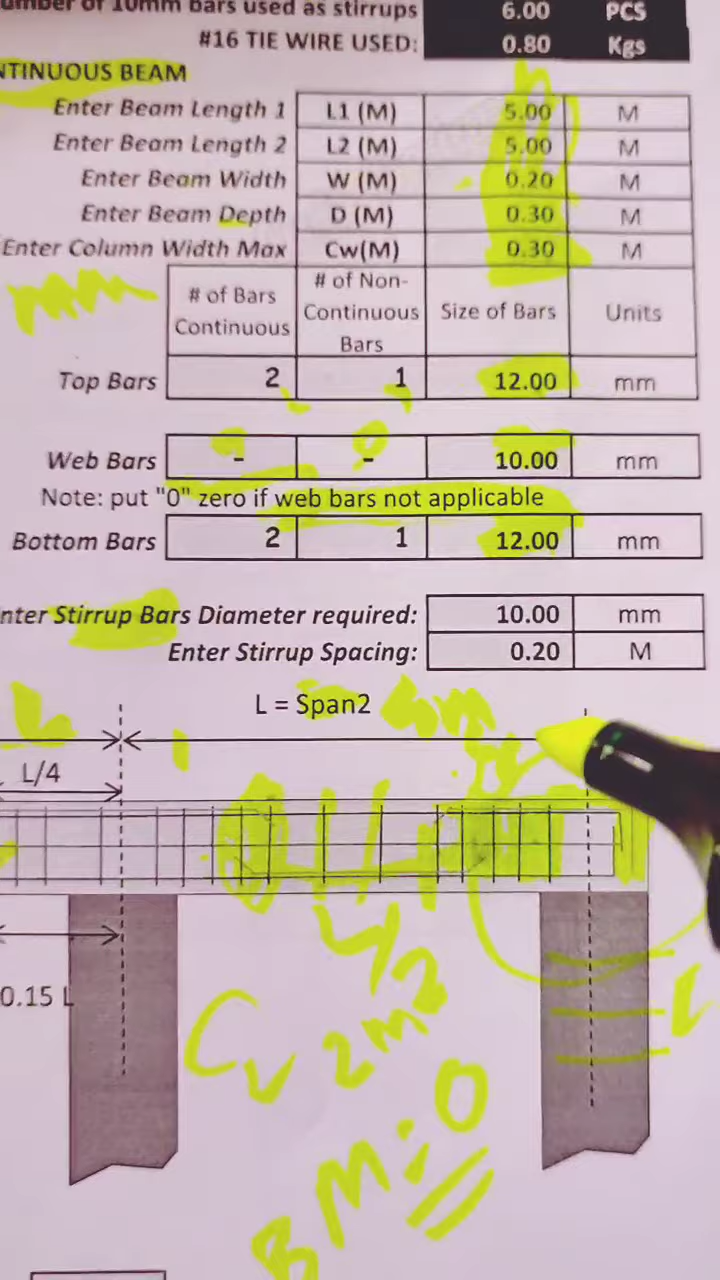 umber of 10mm bars used as stirrups 6.00 PCS
#16 TIE WIRE USED: 0.80 Kgs
NTINUOUS BEAM
Enter Beam Length 1 L1 (M) 5.00 M
Enter Beam Length 2 L2 (M) 5.00 M
Enter Beam Width W (M) 0.20 M
Enter Beam Depth D (M) 0.30 M
Enter Column Width Max Cw(M) 0.30 M
# of Bars Continuous # of Non-Continuous Bars Size of Bars Units
Top Bars 2 1 12.00 mm
Web Bars - - 10.00 mm
Note: put "0" zero if web bars not applicable
Bottom Bars 2 1 12.00 mm
nter Stirrup Bars Diameter required: 10.00 mm
Enter Stirrup Spacing: 0.20 M
L = Span2
L/4
0.15 L
L/2
BM:0